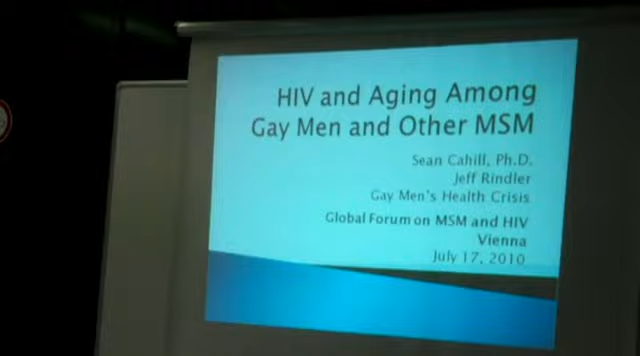 HIV and Aging Among
Gay Men and Other MSM
Sean Cahill, Ph.D.
Jeff Rindler
Gay Men's Health Crisis
Global Forum on MSM and HIV
Vienna
July 17, 2010